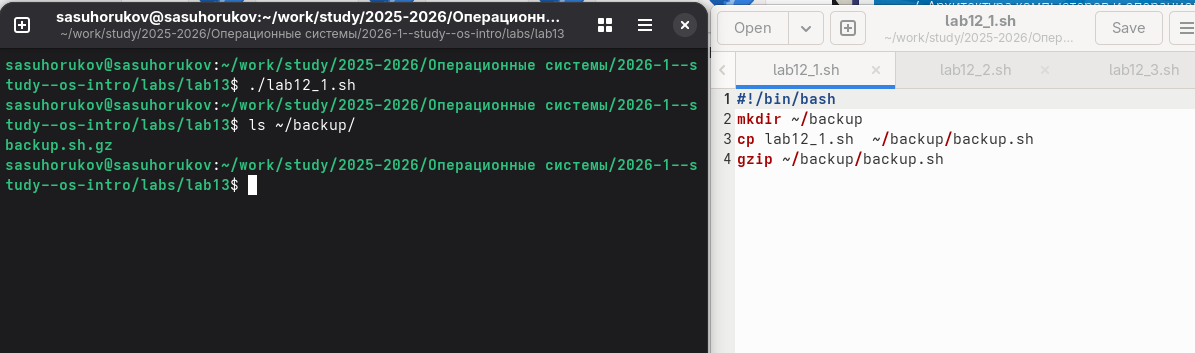 sasuhorukov@sasuhorukov:~/work/study/2025-2026/Операционн...
~/work/study/2025-2026/Операционные системы/2026-1--study--os-intro/labs/lab13
sasuhorukov@sasuhorukov:~/work/study/2025-2026/Операционные системы/2026-1--s
tudy--os-intro/labs/lab13$ ./lab12_1.sh
sasuhorukov@sasuhorukov:~/work/study/2025-2026/Операционные системы/2026-1--s
tudy--os-intro/labs/lab13$ ls ~/backup/
backup.sh.gz
sasuhorukov@sasuhorukov:~/work/study/2025-2026/Операционные системы/2026-1--s
tudy--os-intro/labs/lab13$
Open
lab12_1.sh
~/work/study/2025-2026/Опер...
Save
lab12_1.sh
lab12_2.sh
lab12_3.sh
1 #!/bin/bash
2 mkdir ~/backup
3 cp lab12_1.sh  ~/backup/backup.sh
4 gzip ~/backup/backup.sh